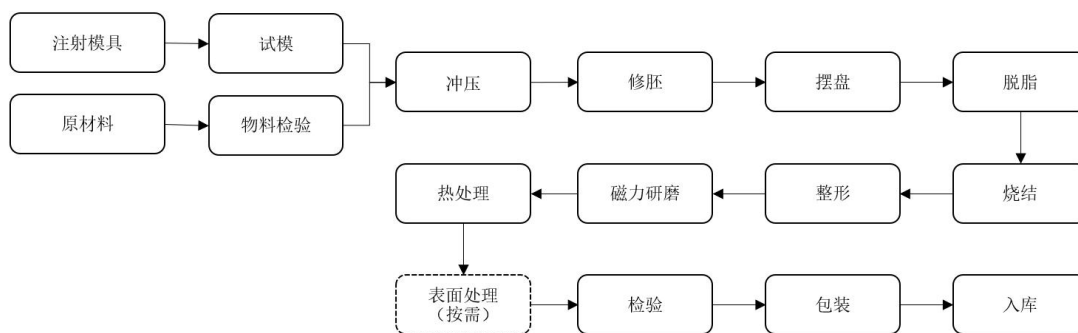 注射模具
试模
原材料
物料检验
冲压
修胚
摆盘
脱脂
烧结
整形
磁力研磨
热处理
表面处理
（按需）
检验
包装
入库